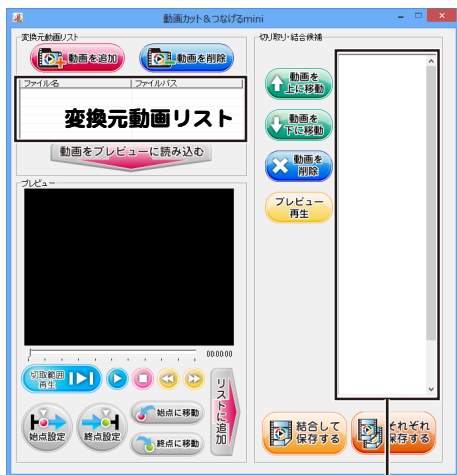 動画カット＆つなげるmini
変換元動画リスト
動画を追加
動画を削除
ファイル名
ファイルパス
変換元動画リスト
動画をプレビューに読み込む
プレビュー
00:00:00
切取範囲
再生
リストに追加
始点設定
終点設定
始点に移動
終点に移動
切り取り・結合候補
動画を
上に移動
動画を
下に移動
動画を
削除
プレビュー
再生
結合して
保存する
それぞれ
保存する